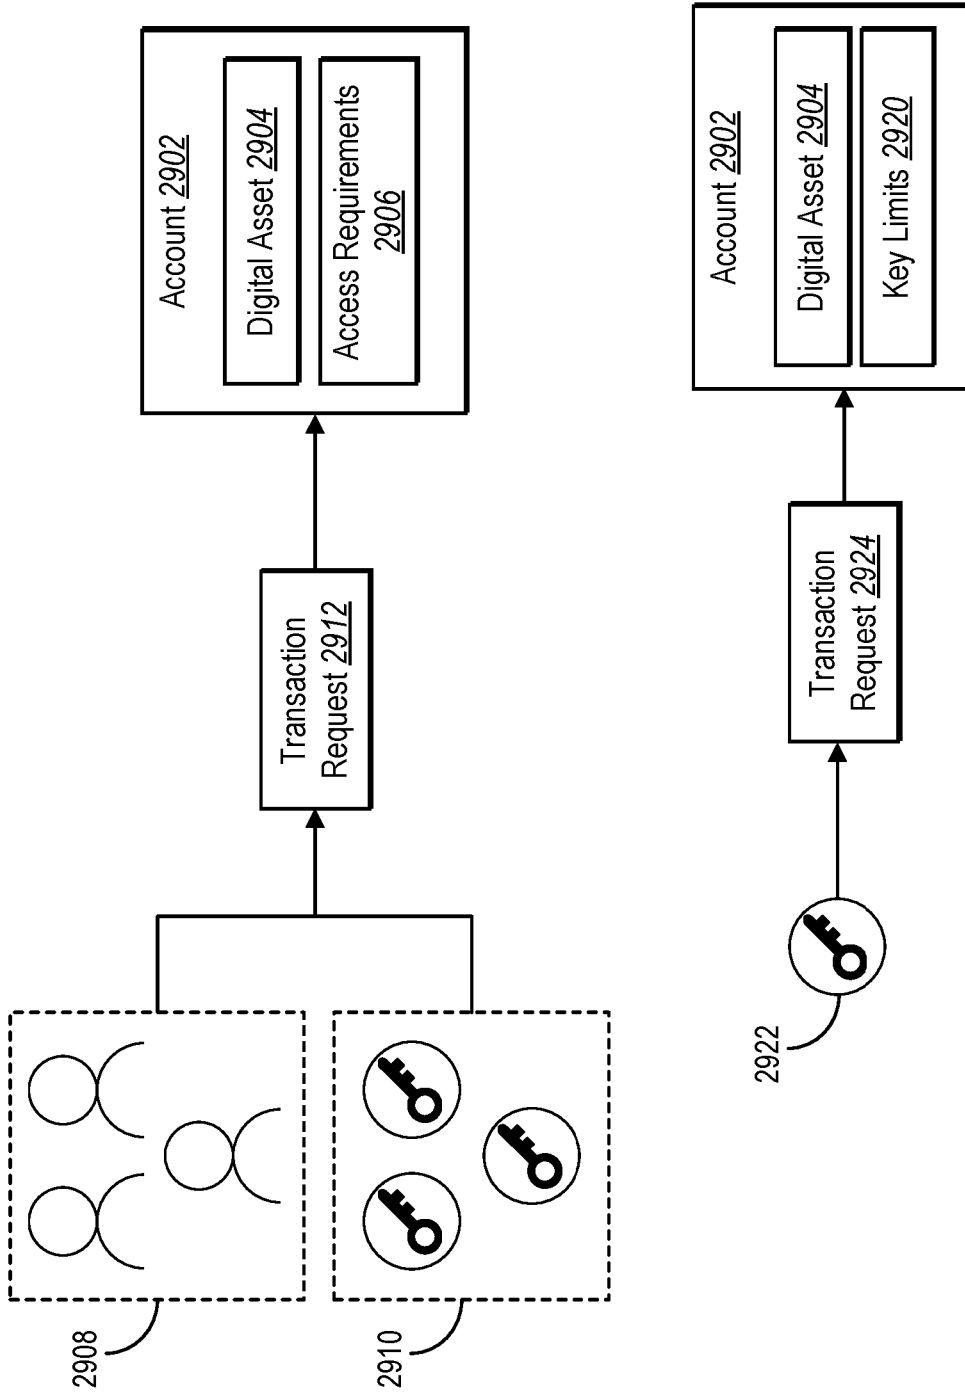 2908
2910
Transaction
Request 2912
Account 2902
Digital Asset 2904
Access Requirements
2906
2922
Transaction
Request 2924
Account 2902
Digital Asset 2904
Key Limits 2920